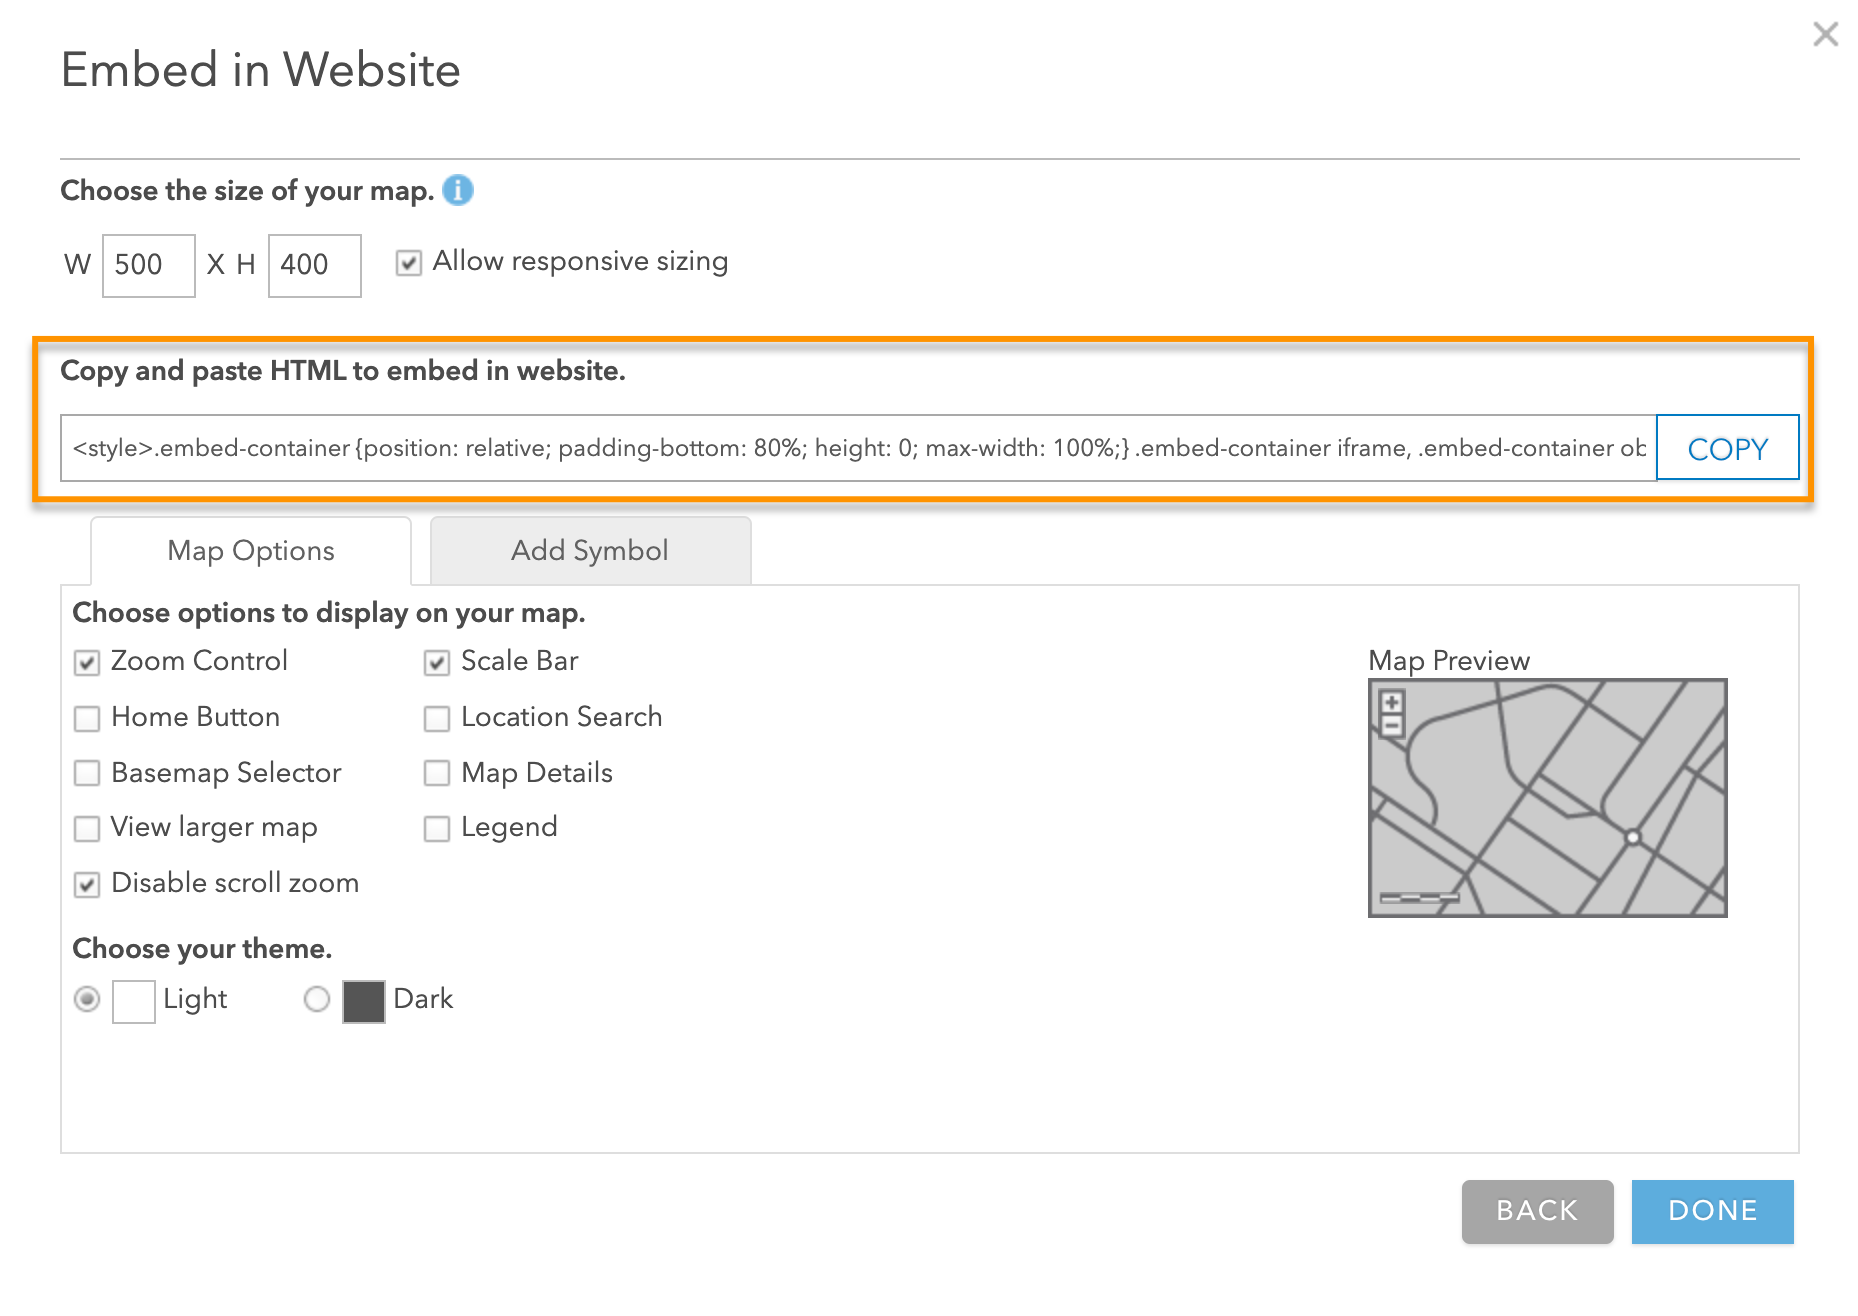 Embed in Website
Choose the size of your map.
W 500 X H 400 Allow responsive sizing
Copy and paste HTML to embed in website.
<style>.embed-container {position: relative; padding-bottom: 80%; height: 0; max-width: 100%;} .embed-container iframe, .embed-container ob COPY
Map Options Add Symbol
Choose options to display on your map.
Zoom Control Scale Bar Map Preview
Home Button Location Search
Basemap Selector Map Details
View larger map Legend
Disable scroll zoom
Choose your theme.
Light Dark
BACK DONE